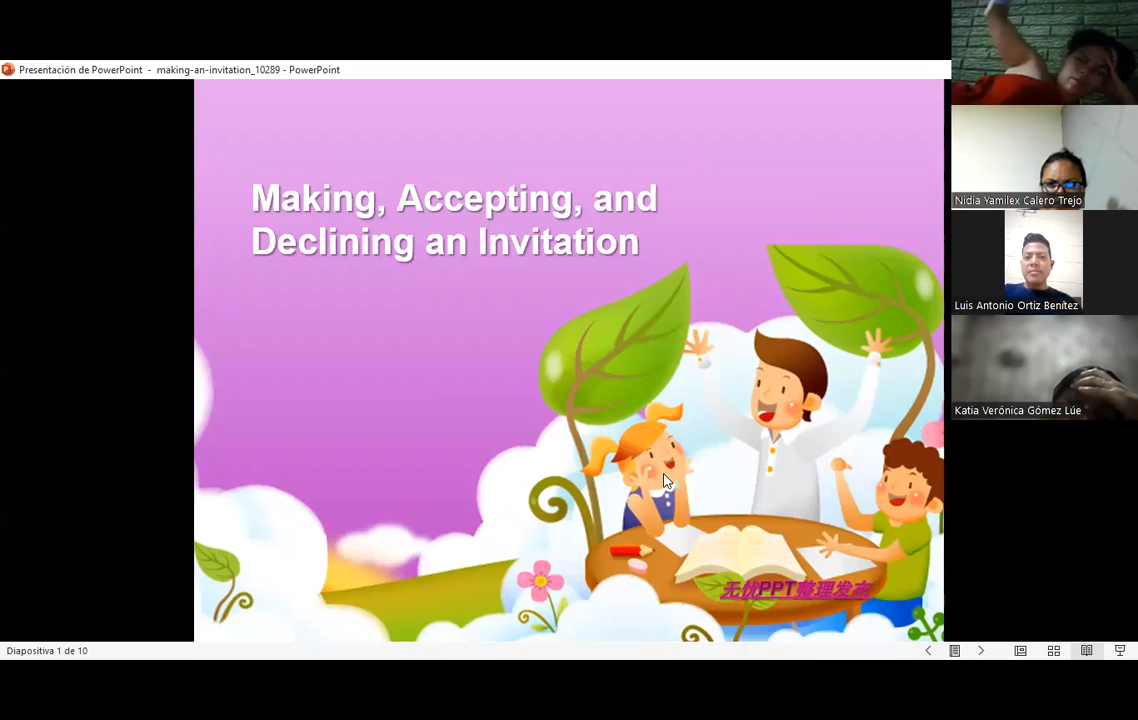 Presentación de PowerPoint - making-an-invitation_10289 - PowerPoint
Making, Accepting, and
Declining an Invitation
无忧PPT整理发布
Nidia Yamilex Calero Trejo
Luis Antonio Ortiz Benítez
Katia Verónica Gómez Lúe
Diapositiva 1 de 10